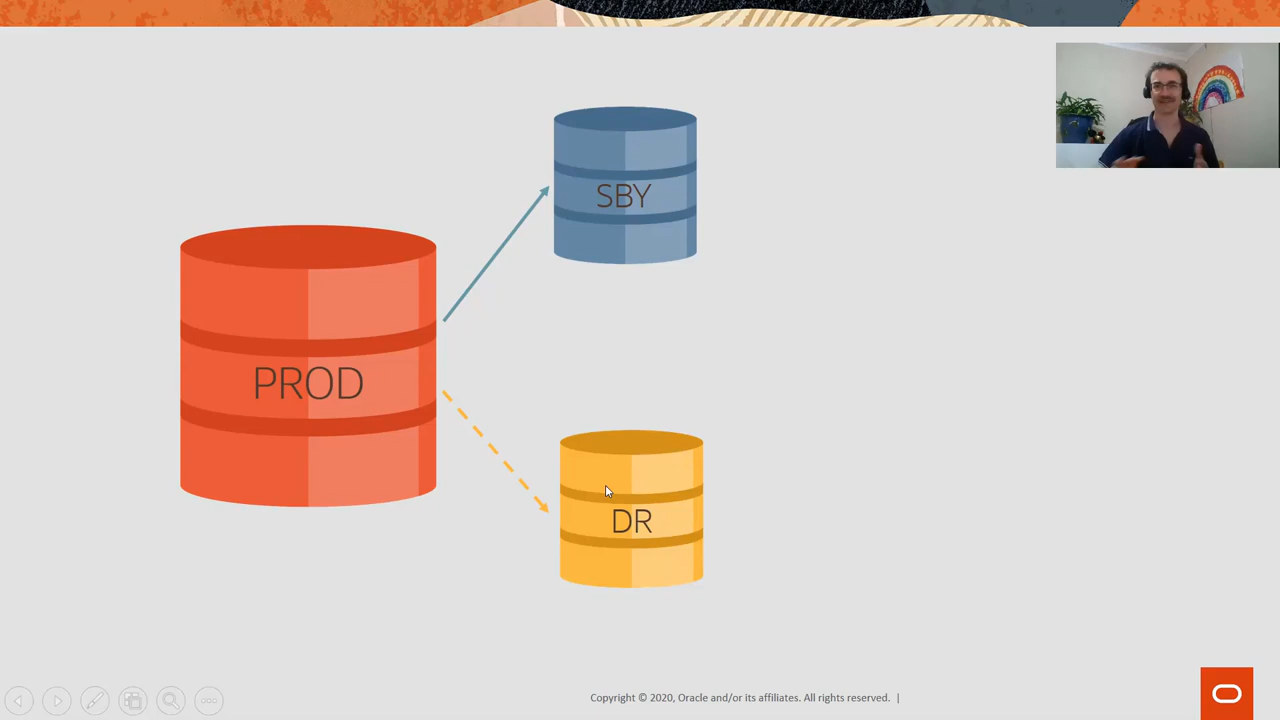 SBY
PROD
DR
Copyright © 2020, Oracle and/or its affiliates. All rights reserved. |